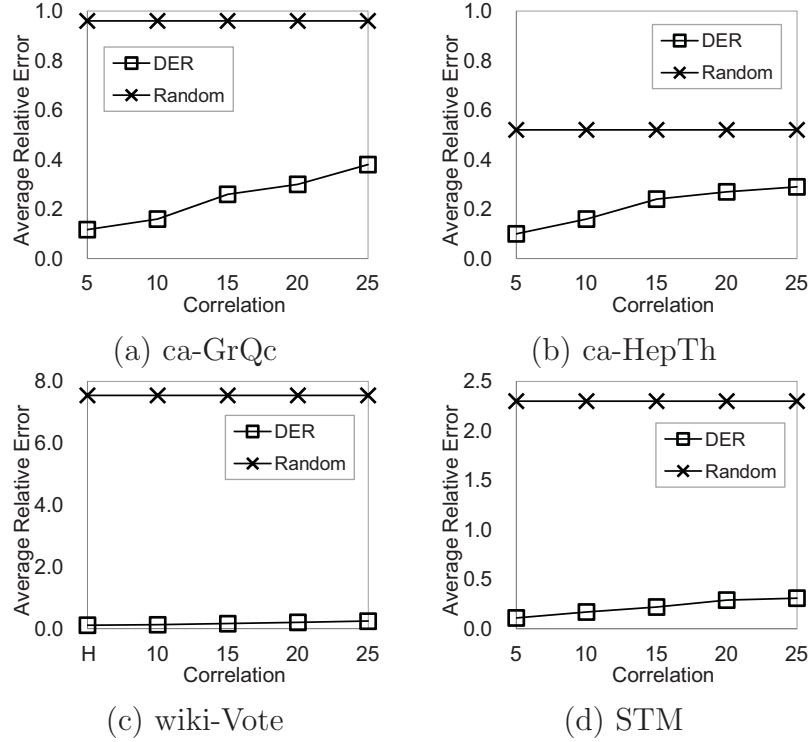 1.0
0.8
0.6
0.4
0.2
0.0
Average Relative Error
DER
Random
5 10 15 20 25
Correlation
(a) ca-GrQc
1.0
0.8
0.6
0.4
0.2
0.0
Average Relative Error
DER
Random
5 10 15 20 25
Correlation
(b) ca-HepTh
8.0
6.0
4.0
2.0
0.0
Average Relative Error
DER
Random
H 10 15 20 25
Correlation
(c) wiki-Vote
2.5
2.0
1.5
1.0
0.5
0.0
Average Relative Error
DER
Random
5 10 15 20 25
Correlation
(d) STM